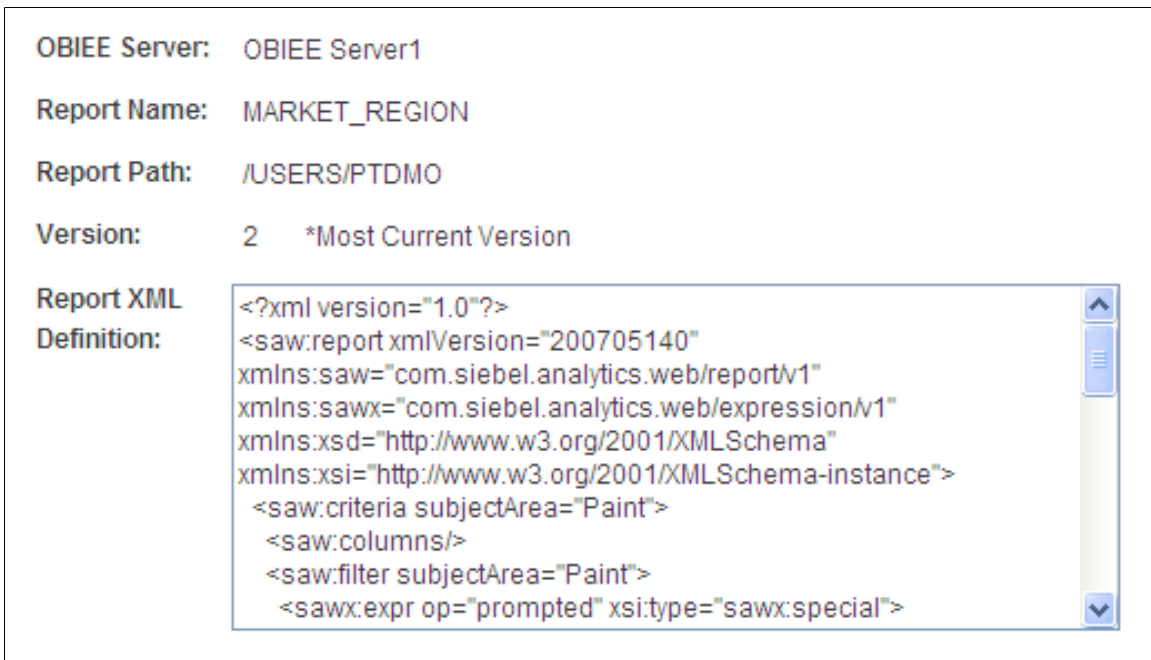 OBIEE Server: OBIEE Server1
Report Name: MARKET_REGION
Report Path: /USERS/PTDMO
Version: 2 *Most Current Version
Report XML Definition:
<?xml version="1.0"?>
<saw:report xmlVersion="200705140"
xmlns:saw="com.siebel.analytics.web/report/v1"
xmlns:sawx="com.siebel.analytics.web/expression/v1"
xmlns:xsd="http://www.w3.org/2001/XMLSchema"
xmlns:xsi="http://www.w3.org/2001/XMLSchema-instance">
<saw:criteria subjectArea="Paint">
<saw:columns/>
<saw:filter subjectArea="Paint">
<sawx:expr op="prompted" xsi:type="sawx:special">